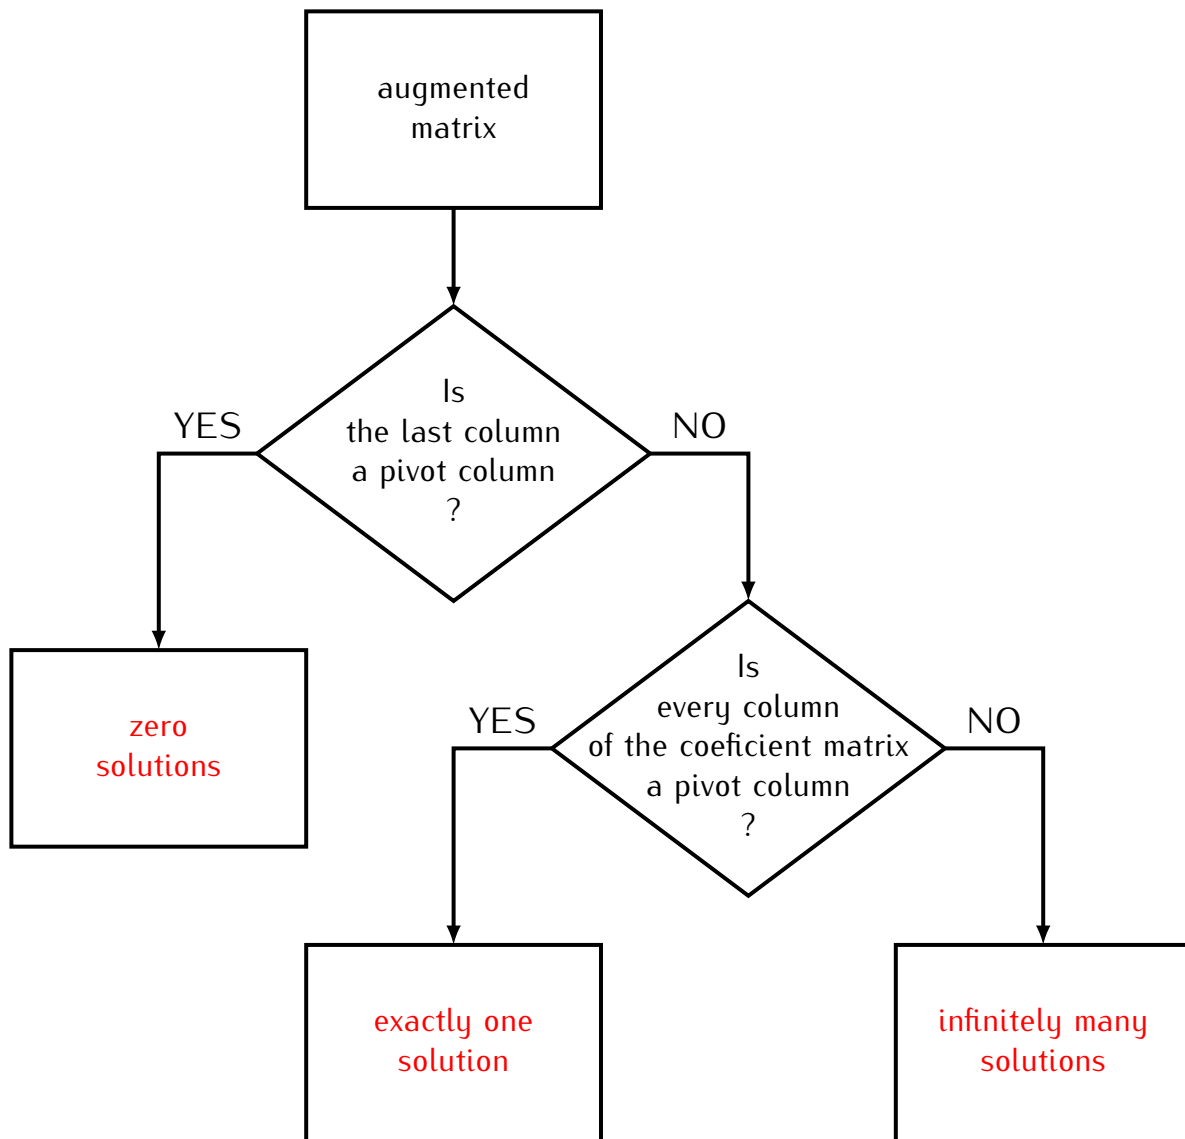 augmented
matrix
Is
the last column
a pivot column
?
YES
NO
zero
solutions
Is
every column
of the coeficient matrix
a pivot column
?
YES
NO
exactly one
solution
infinitely many
solutions